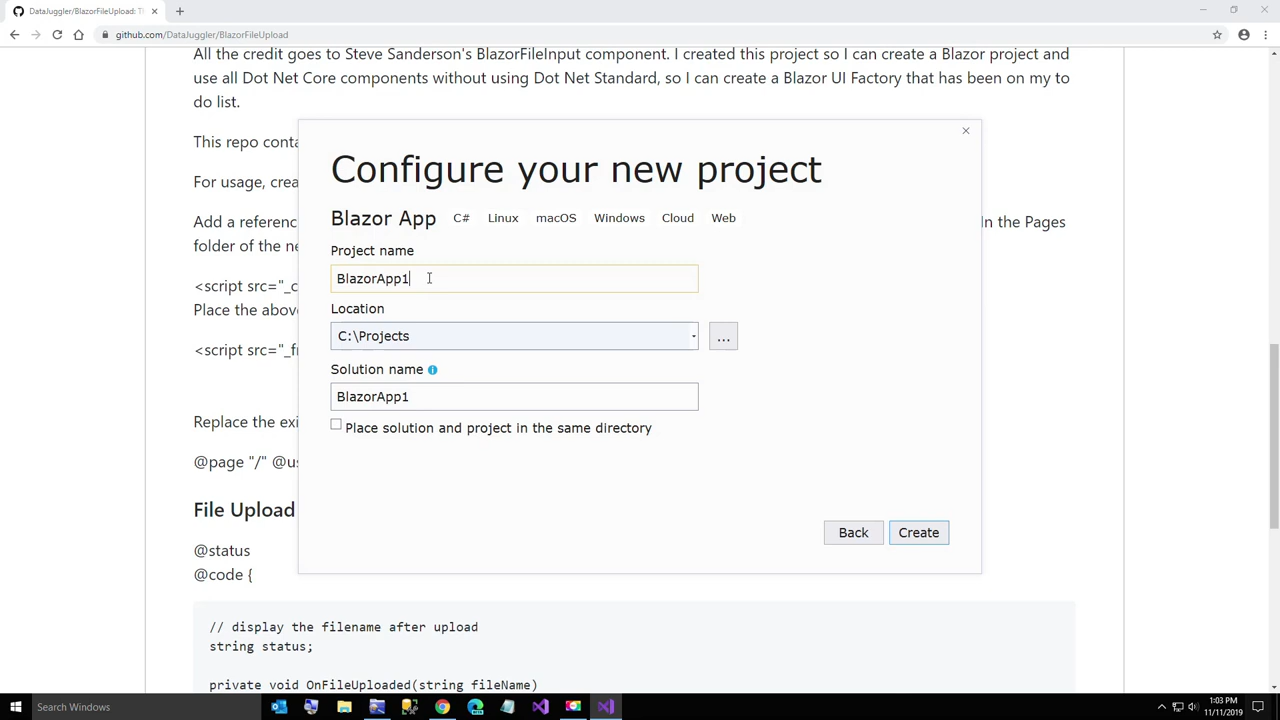 DataJuggler/BlazorFileUpload: Th
github.com/DataJuggler/BlazorFileUpload
All the credit goes to Steve Sanderson's BlazorFileInput component. I created this project so I can create a Blazor project and
use all Dot Net Core components without using Dot Net Standard, so I can create a Blazor UI Factory that has been on my to
do list.
This repo conta
For usage, crea
Add a referenc
In the Pages
folder of the ne
<script src="_c
Place the above
<script src="_fr
Replace the exi
@page "/" @us
File Upload
@status
@code {
// display the filename after upload
string status;
private void OnFileUploaded(string fileName)
Configure your new project
Blazor App C# Linux macOS Windows Cloud Web
Project name
BlazorApp1
Location
C:\Projects
...
Solution name
BlazorApp1
Place solution and project in the same directory
Back Create
Search Windows
1:03 PM
11/11/2019